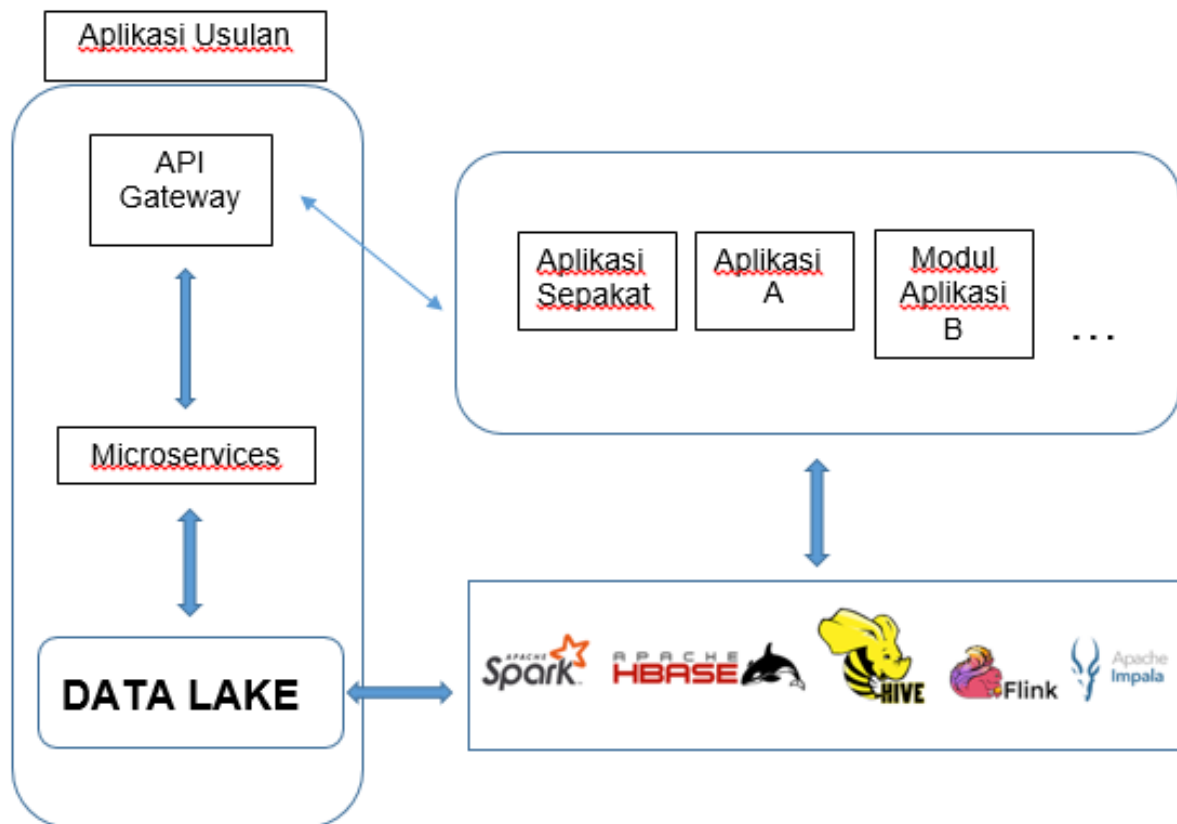 Aplikasi Usulan
API
Gateway
Aplikasi
Sepakat
Aplikasi
A
Modul
Aplikasi
B
...
Microservices
DATA LAKE
APACHE
Spark™
APACHE
HBASE
HIVE
Flink
Apache
Impala